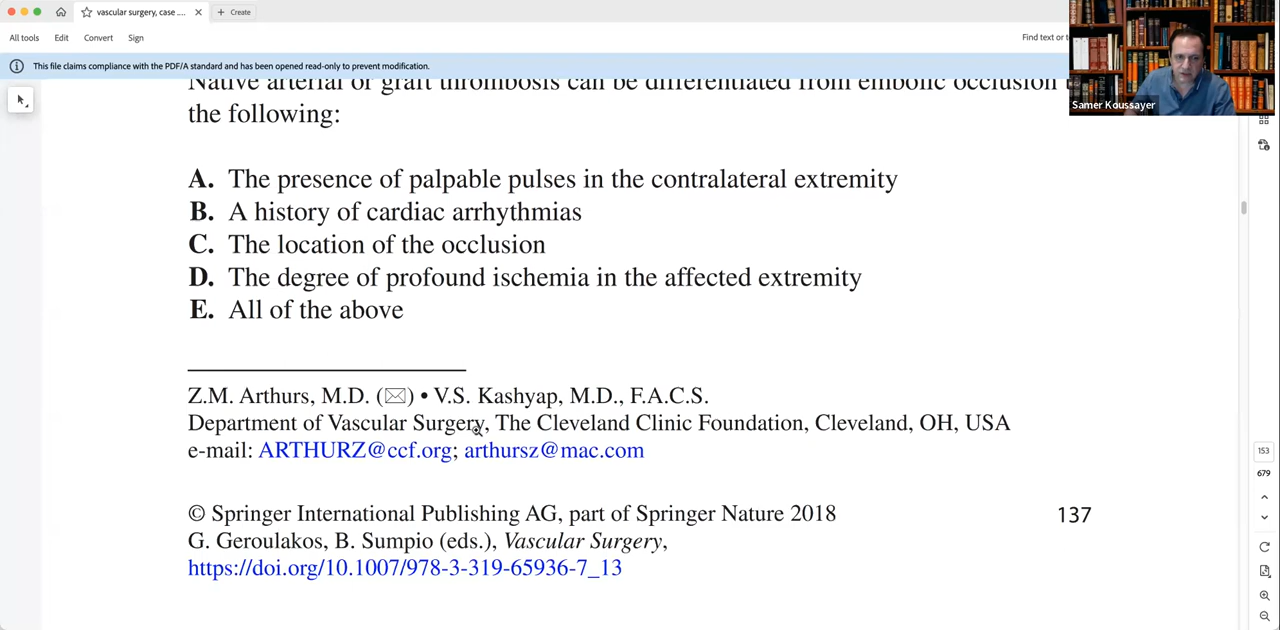 vascular surgery, case ....
Create
All tools Edit Convert Sign
Find text or to
This file claims compliance with the PDF/A standard and has been opened read-only to prevent modification.
Samer Koussayer
Native arterial or graft thrombosis can be differentiated from embolic occlusion
the following:
A. The presence of palpable pulses in the contralateral extremity
B. A history of cardiac arrhythmias
C. The location of the occlusion
D. The degree of profound ischemia in the affected extremity
E. All of the above
Z.M. Arthurs, M.D. (✉) • V.S. Kashyap, M.D., F.A.C.S.
Department of Vascular Surgery, The Cleveland Clinic Foundation, Cleveland, OH, USA
e-mail: ARTHURZ@ccf.org; arthursz@mac.com
© Springer International Publishing AG, part of Springer Nature 2018 137
G. Geroulakos, B. Sumpio (eds.), Vascular Surgery,
https://doi.org/10.1007/978-3-319-65936-7_13
153
679